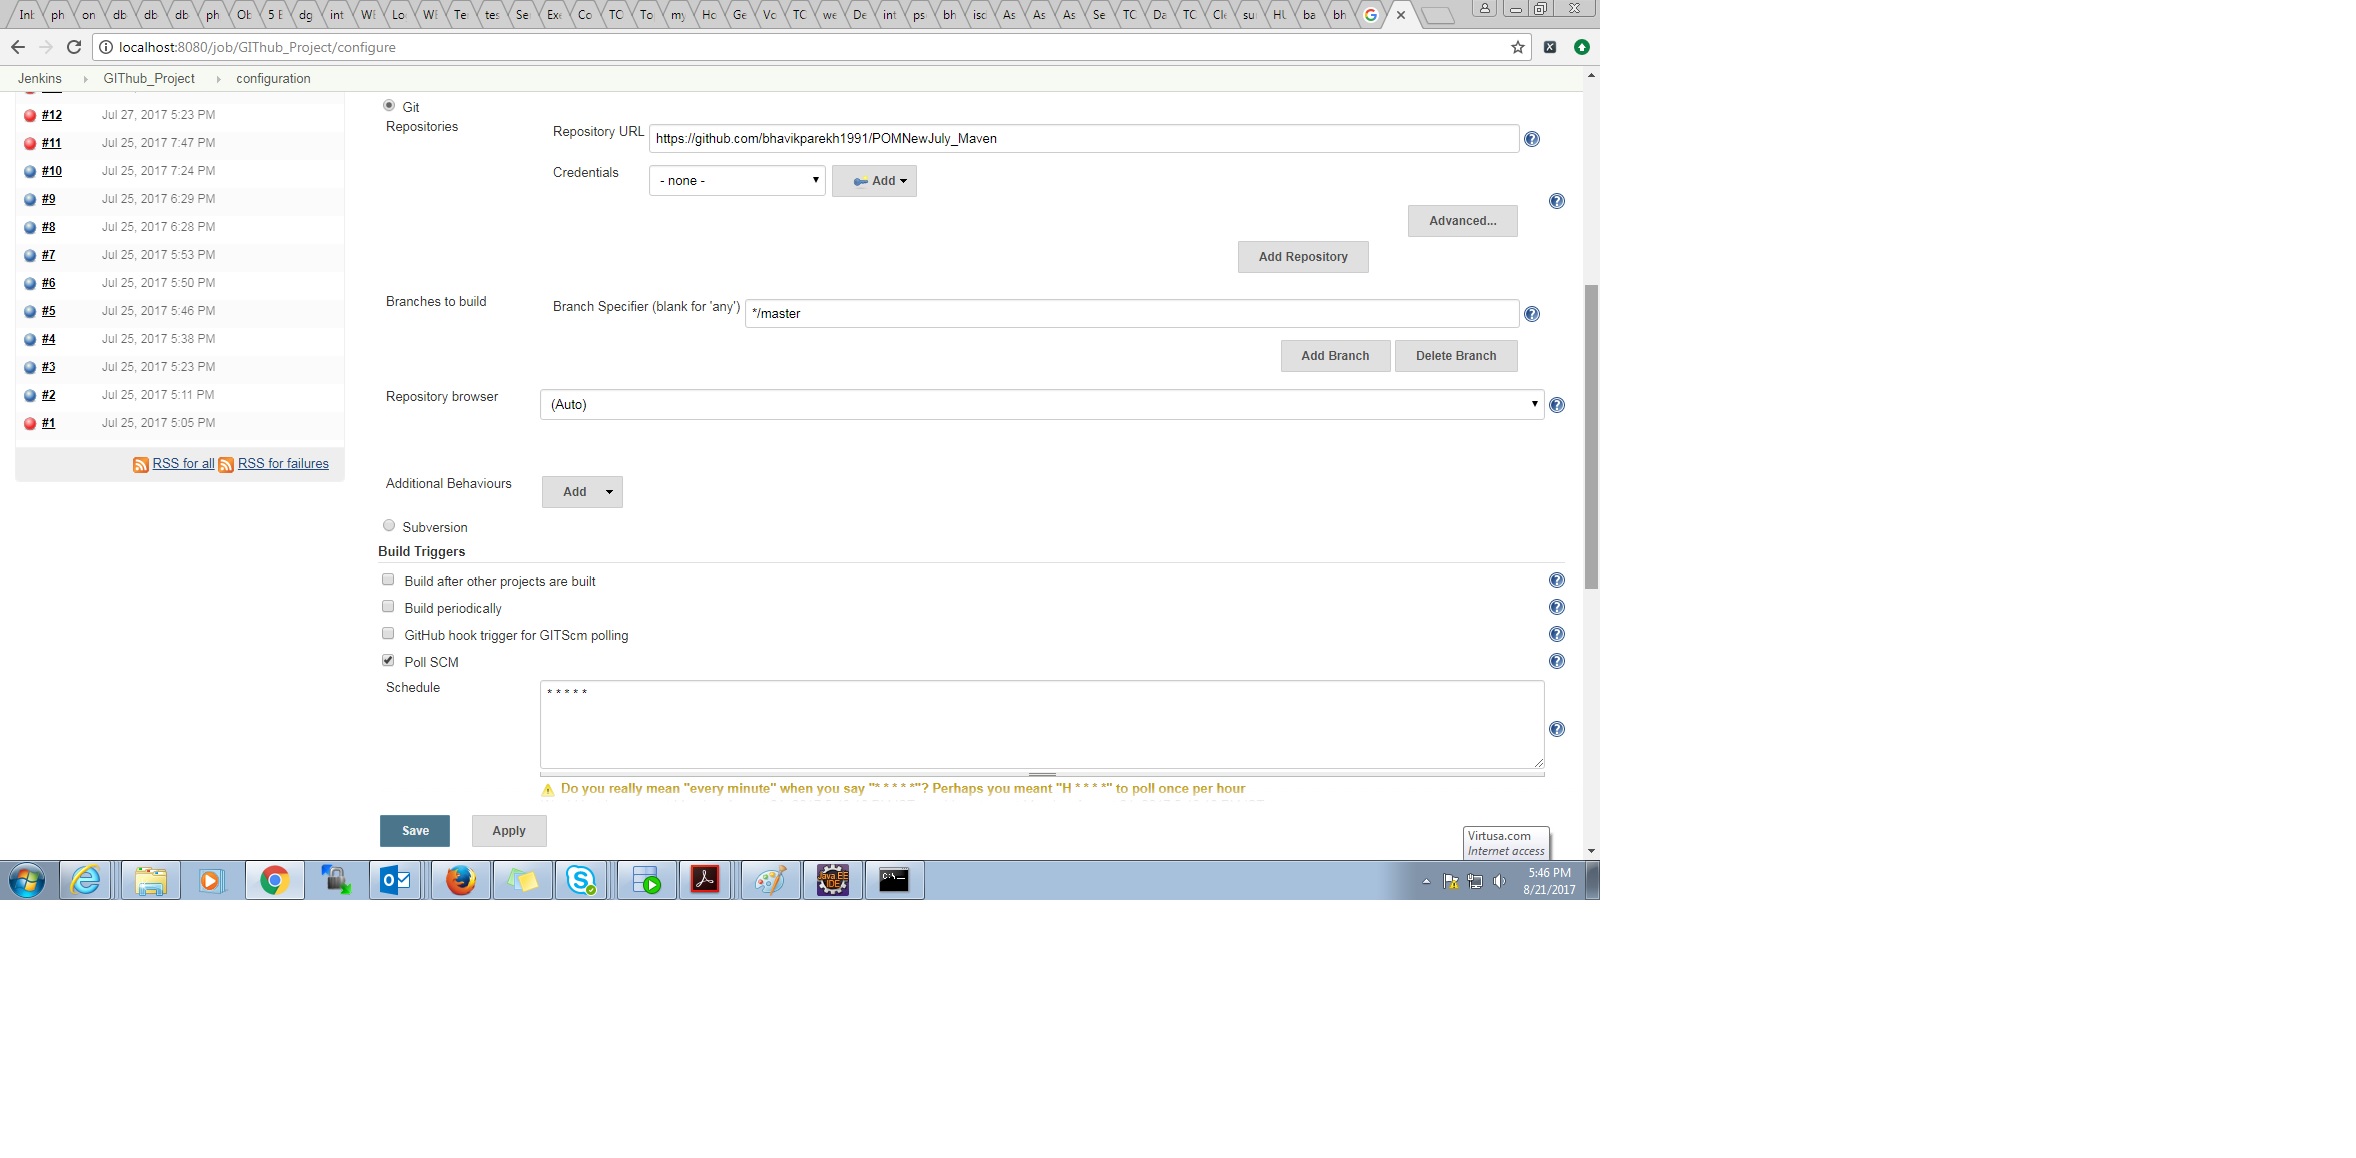 Inb ph on db db db ph Ob 5 E dg int WE Lo WE Te tes Se Exe Co TC To my Ho Ge Vo TC we De int ps bh isc As As As Se TC Da TC Cle su HU ba bh
localhost:8080/job/GIThub_Project/configure
Jenkins GIThub_Project configuration
#12 Jul 27, 2017 5:23 PM
#11 Jul 25, 2017 7:47 PM
#10 Jul 25, 2017 7:24 PM
#9 Jul 25, 2017 6:29 PM
#8 Jul 25, 2017 6:28 PM
#7 Jul 25, 2017 5:53 PM
#6 Jul 25, 2017 5:50 PM
#5 Jul 25, 2017 5:46 PM
#4 Jul 25, 2017 5:38 PM
#3 Jul 25, 2017 5:23 PM
#2 Jul 25, 2017 5:11 PM
#1 Jul 25, 2017 5:05 PM
RSS for all RSS for failures
Git
Repositories
Repository URL https://github.com/bhavikparekh1991/POMNewJuly_Maven
Credentials - none - Add
Advanced...
Add Repository
Branches to build Branch Specifier (blank for 'any') */master
Add Branch Delete Branch
Repository browser (Auto)
Additional Behaviours Add
Subversion
Build Triggers
Build after other projects are built
Build periodically
GitHub hook trigger for GITScm polling
Poll SCM
Schedule * * * * *
Do you really mean "every minute" when you say "* * * * *"? Perhaps you meant "H * * * *" to poll once per hour
Save Apply
Virtusa.com
Internet access
Java EE
IDE
C:\_
5:46 PM
8/21/2017